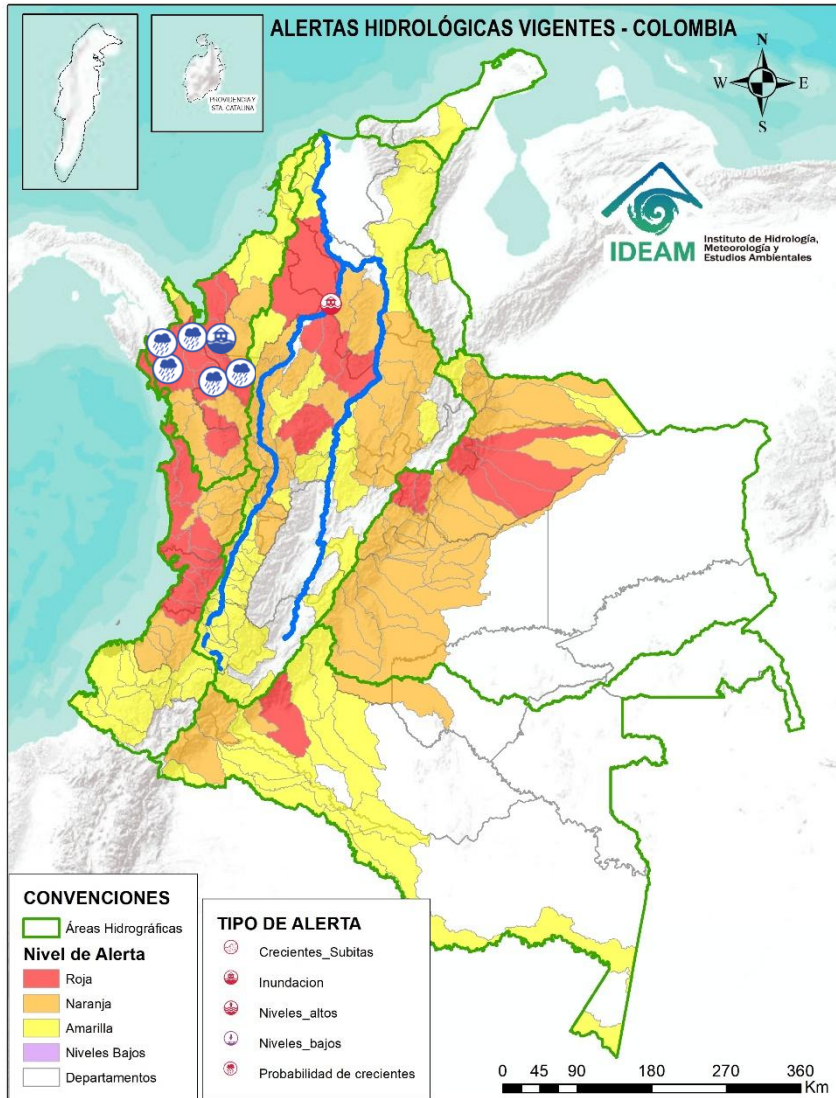 ALERTAS HIDROLÓGICAS VIGENTES - COLOMBIA
PROVIDENCIA Y
STA. CATALINA
N
W
E
S
IDEAM
Instituto de Hidrología,
Meteorología y
Estudios Ambientales
CONVENCIONES
Áreas Hidrográficas
Nivel de Alerta
Roja
Naranja
Amarilla
Niveles Bajos
Departamentos
TIPO DE ALERTA
Crecientes_Subitas
Inundacion
Niveles_altos
Niveles_bajos
Probabilidad de crecientes
0 45 90 180 270 360
Km